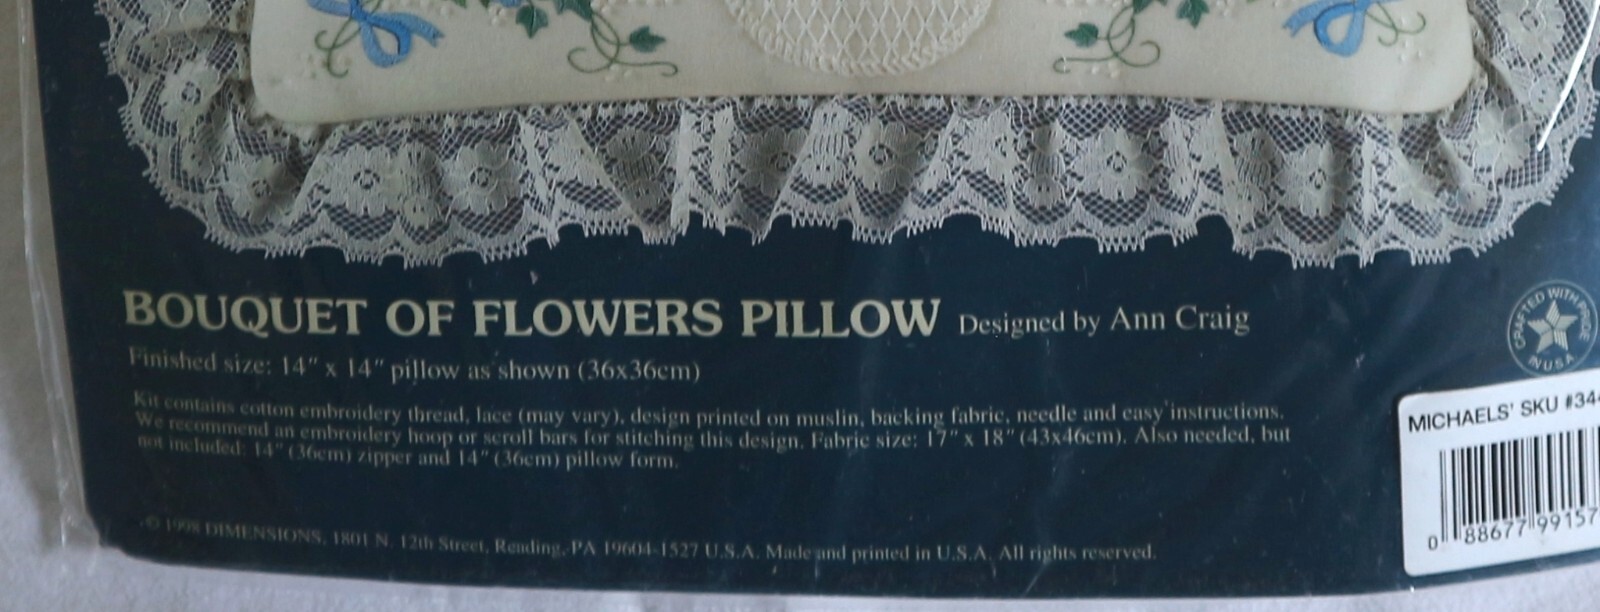 BOUQUET OF FLOWERS PILLOW Designed by Ann Craig
Finished size: 14" x 14" pillow as shown (36x36cm)
Kit contains cotton embroidery thread, lace (may vary), design printed on muslin, backing fabric, needle and easy instructions.
We recommend an embroidery hoop or scroll bars for stitching this design. Fabric size: 17" x 18" (43x46cm). Also needed, but
not included: 14" (36cm) zipper and 14" (36cm) pillow form.
© 1998 DIMENSIONS, 1801 N. 12th Street, Reading, PA 19604-1527 U.S.A. Made and printed in U.S.A. All rights reserved.
CRAFTED WITH PRIDE
IN U.S.A.
MICHAELS' SKU #34
0 88677 99157